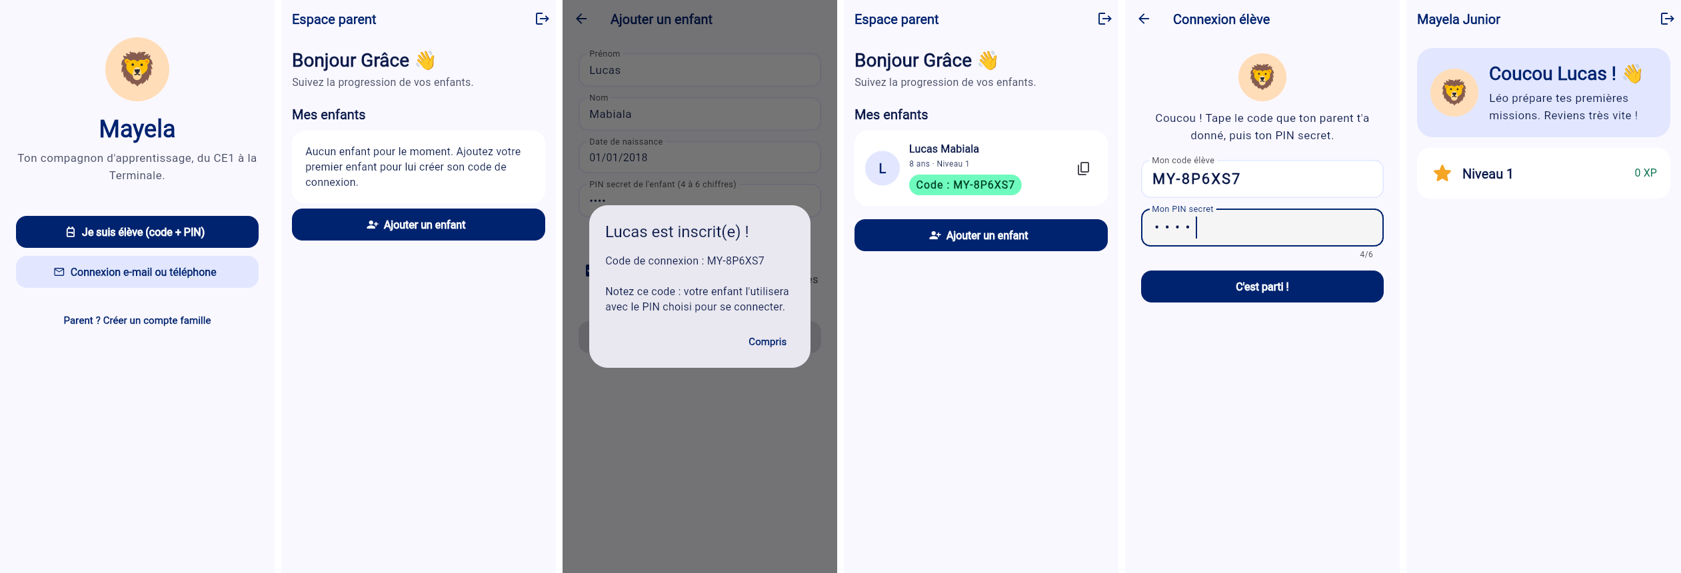 Mayela
Ton compagnon d'apprentissage, du CE1 à la
Terminale.
Je suis élève (code + PIN)
Connexion e-mail ou téléphone
Parent ? Créer un compte famille
Espace parent
Bonjour Grâce 👋
Suivez la progression de vos enfants.
Mes enfants
Aucun enfant pour le moment. Ajoutez votre
premier enfant pour lui créer son code de
connexion.
Ajouter un enfant
Ajouter un enfant
Prénom
Lucas
Nom
Mabiala
Date de naissance
01/01/2018
PIN secret de l'enfant (4 à 6 chiffres)
••••
Lucas est inscrit(e) !
Code de connexion : MY-8P6XS7
Notez ce code : votre enfant l'utilisera
avec le PIN choisi pour se connecter.
Compris
Espace parent
Bonjour Grâce 👋
Suivez la progression de vos enfants.
Mes enfants
L
Lucas Mabiala
8 ans · Niveau 1
Code : MY-8P6XS7
Ajouter un enfant
Connexion élève
Coucou ! Tape le code que ton parent t'a
donné, puis ton PIN secret.
Mon code élève
MY-8P6XS7
Mon PIN secret
••••
4/6
C'est parti !
Mayela Junior
Coucou Lucas ! 👋
Léo prépare tes premières
missions. Reviens très vite !
Niveau 1
0 XP